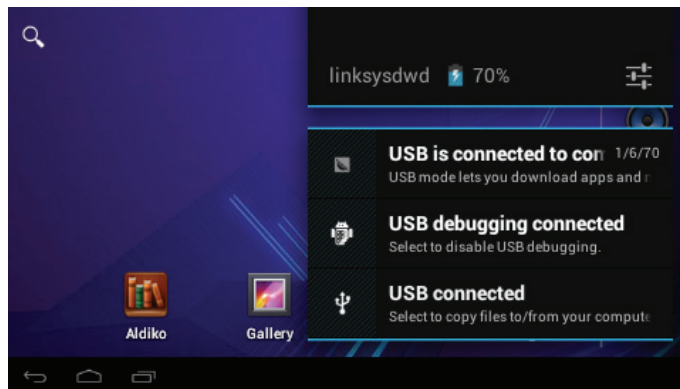 linksysdwd 70%
USB is connected to con 1/6/70
USB mode lets you download apps and
USB debugging connected
Select to disable USB debugging.
USB connected
Select to copy files to/from your compute
Aldiko Gallery